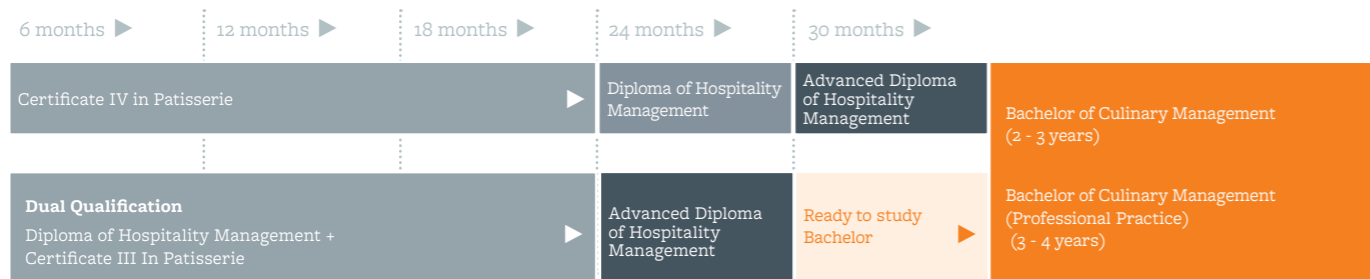 6 months ▶
12 months ▶
18 months ▶
24 months ▶
30 months ▶
Certificate IV in Patisserie
Diploma of Hospitality
Management
Advanced Diploma
of Hospitality
Management
Bachelor of Culinary Management
(2 - 3 years)
Dual Qualification
Diploma of Hospitality Management +
Certificate III In Patisserie
Advanced Diploma
of Hospitality
Management
Ready to study
Bachelor
Bachelor of Culinary Management
(Professional Practice)
(3 - 4 years)